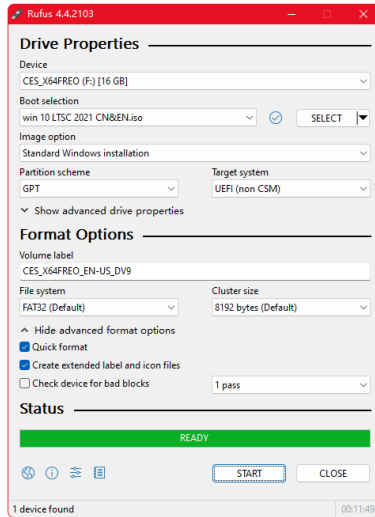 Rufus 4.4.2103
Drive Properties
Device
CES_X64FREO (F:) [16 GB]
Boot selection
win 10 LTSC 2021 CN&EN.iso
SELECT
Image option
Standard Windows installation
Partition scheme
Target system
GPT
UEFI (non CSM)
Show advanced drive properties
Format Options
Volume label
CES_X64FREO_EN-US_DV9
File system
Cluster size
FAT32 (Default)
8192 bytes (Default)
Hide advanced format options
Quick format
Create extended label and icon files
Check device for bad blocks
1 pass
Status
READY
START
CLOSE
1 device found
00:11:49